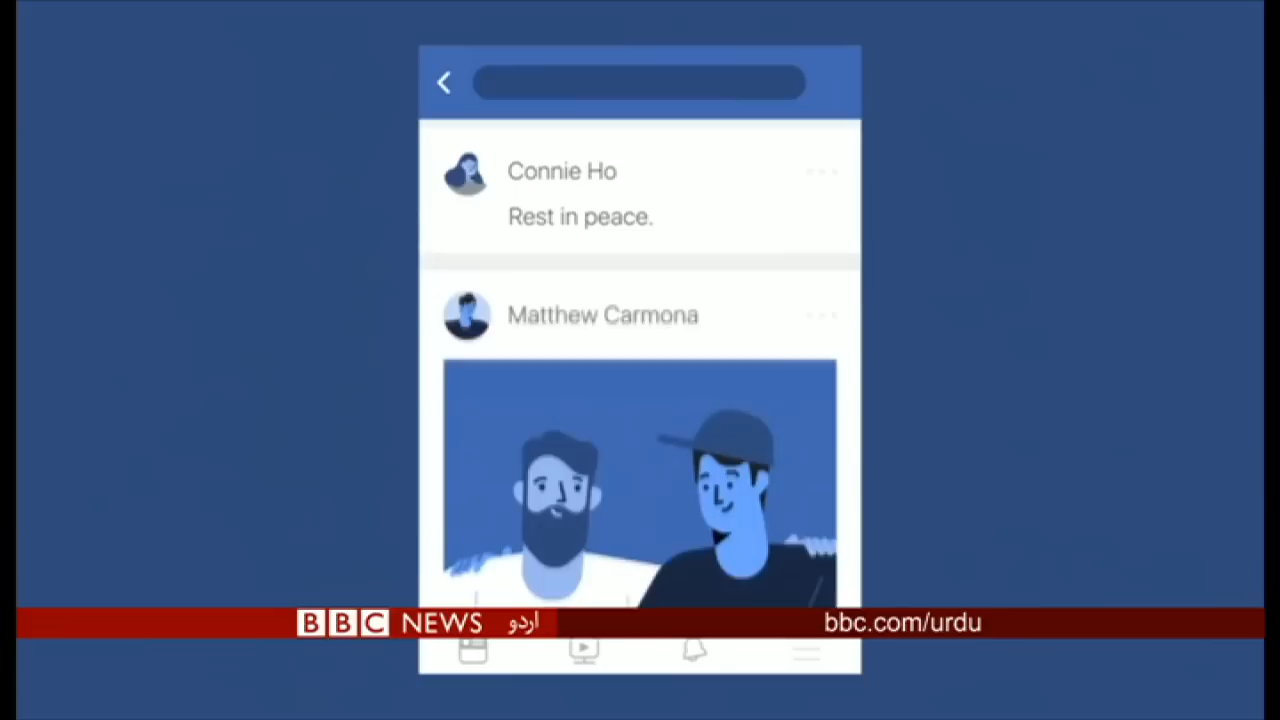 Connie Ho
Rest in peace.
Matthew Carmona
BBC NEWS اردو
bbc.com/urdu